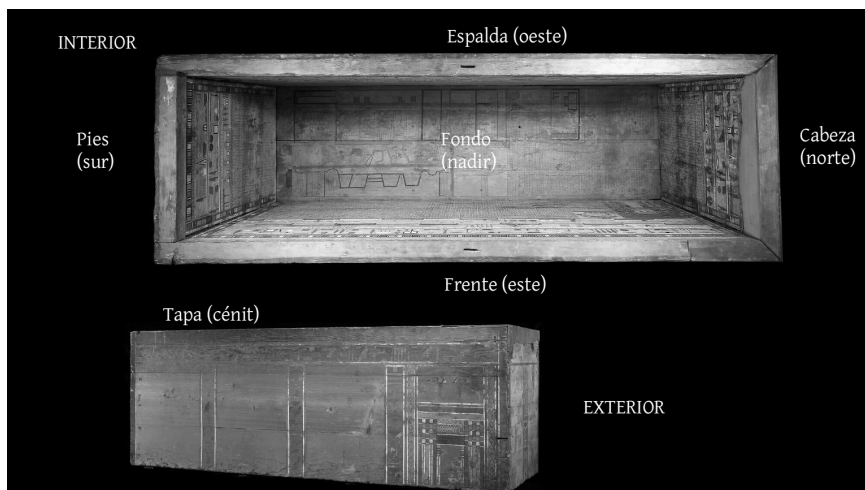 INTERIOR
Espalda (oeste)
Pies
(sur)
Fondo
(nadir)
Cabeza
(norte)
Frente (este)
Tapa (cénit)
EXTERIOR